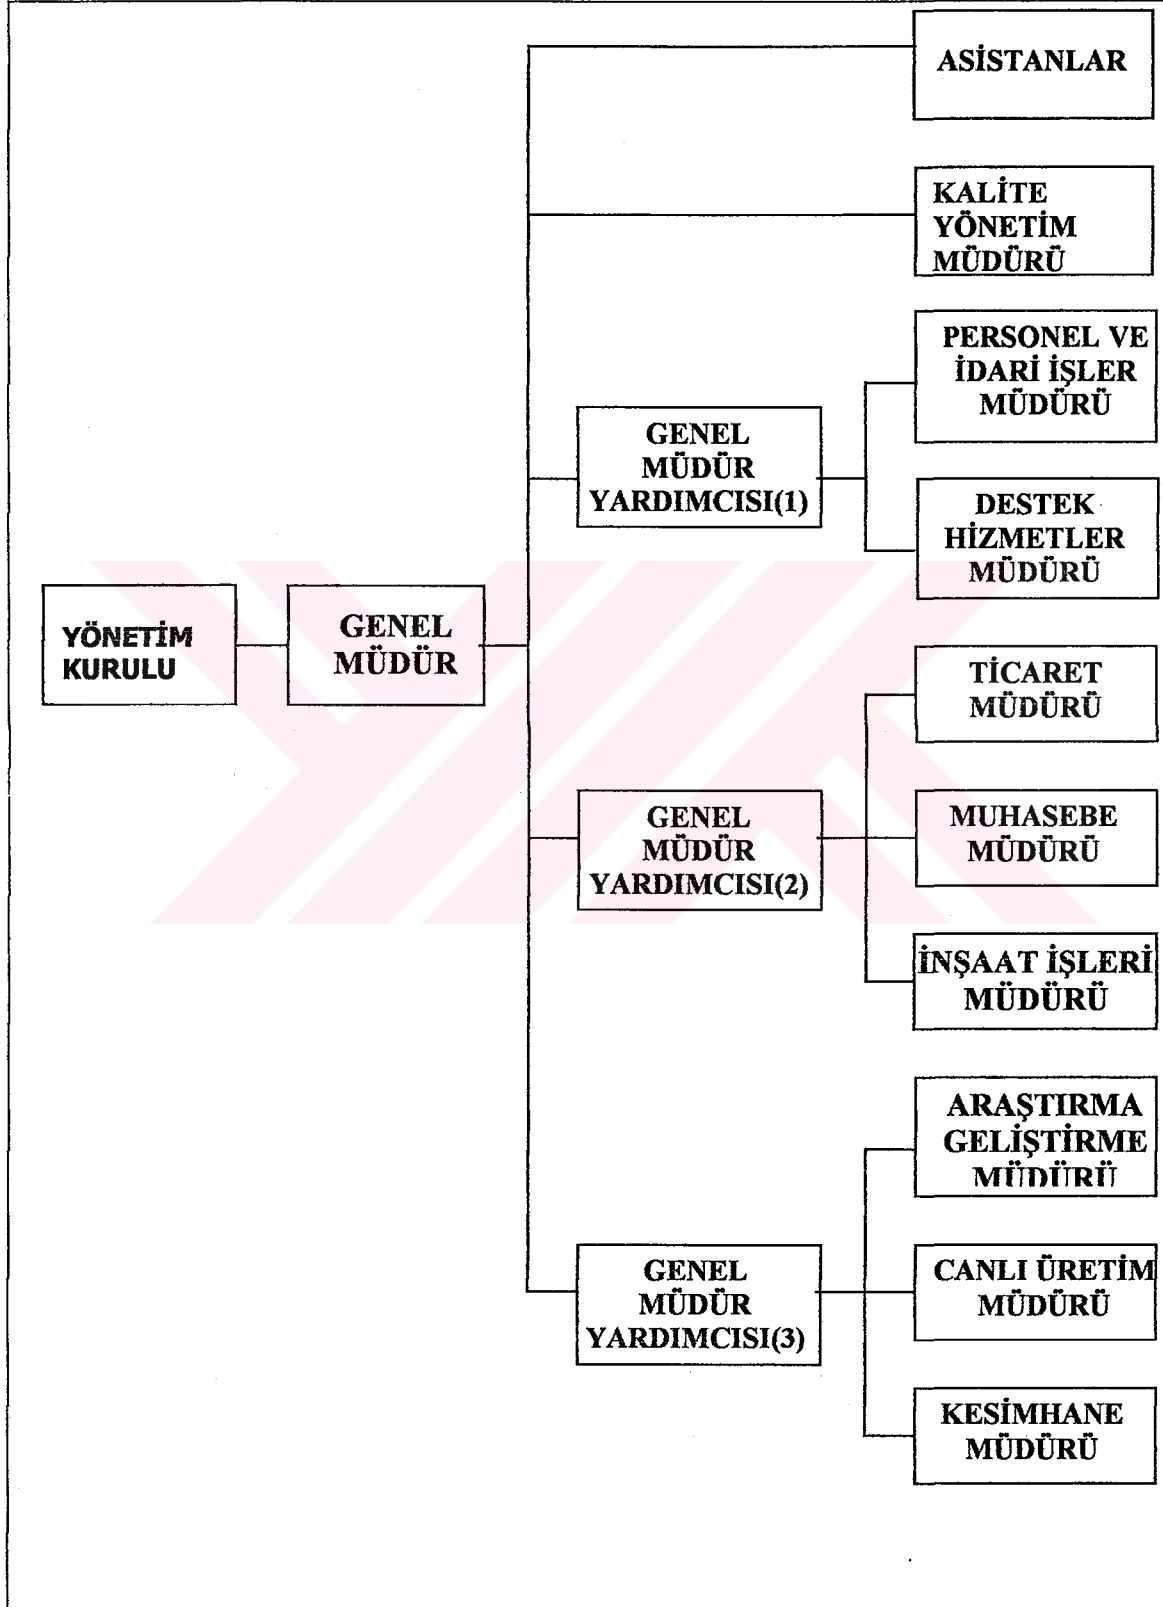 ASİSTANLAR
KALİTE
YÖNETİM
MÜDÜRÜ
PERSONEL VE
İDARİ İŞLER
MÜDÜRÜ
GENEL
MÜDÜR
YARDIMCISI(1)
DESTEK
HİZMETLER
MÜDÜRÜ
YÖNETİM
KURULU
GENEL
MÜDÜR
TİCARET
MÜDÜRÜ
GENEL
MÜDÜR
YARDIMCISI(2)
MUHASEBE
MÜDÜRÜ
İNŞAAT İŞLERİ
MÜDÜRÜ
ARAŞTIRMA
GELİŞTİRME
MÜDÜRÜ
GENEL
MÜDÜR
YARDIMCISI(3)
CANLI ÜRETİM
MÜDÜRÜ
KESİMHANE
MÜDÜRÜ